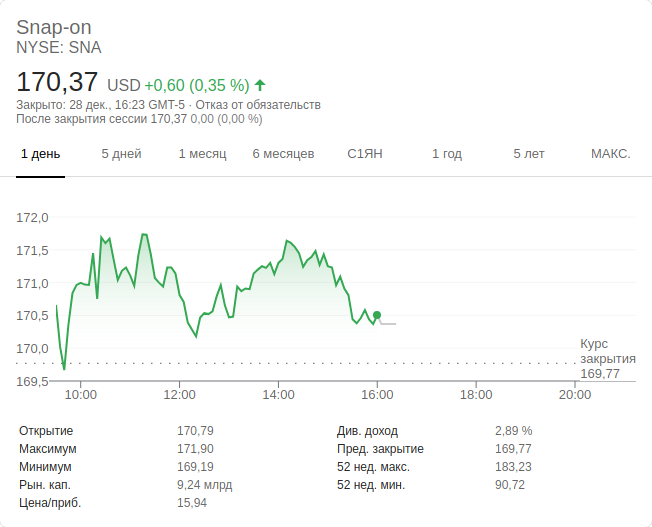 Snap-on
NYSE: SNA
170,37 USD +0,60 (0,35 %)
Закрыто: 28 дек., 16:23 GMT-5 · Отказ от обязательств
После закрытия сессии 170,37 0,00 (0,00 %)
1 день 5 дней 1 месяц 6 месяцев С1ЯН 1 год 5 лет МАКС.
172,0
171,5
171,0
170,5
170,0
169,5
Курс
закрытия
169,77
10:00 12:00 14:00 16:00 18:00 20:00
Открытие 170,79 Див. доход 2,89 %
Максимум 171,90 Пред. закрытие 169,77
Минимум 169,19 52 нед. макс. 183,23
Рын. кап. 9,24 млрд 52 нед. мин. 90,72
Цена/приб. 15,94